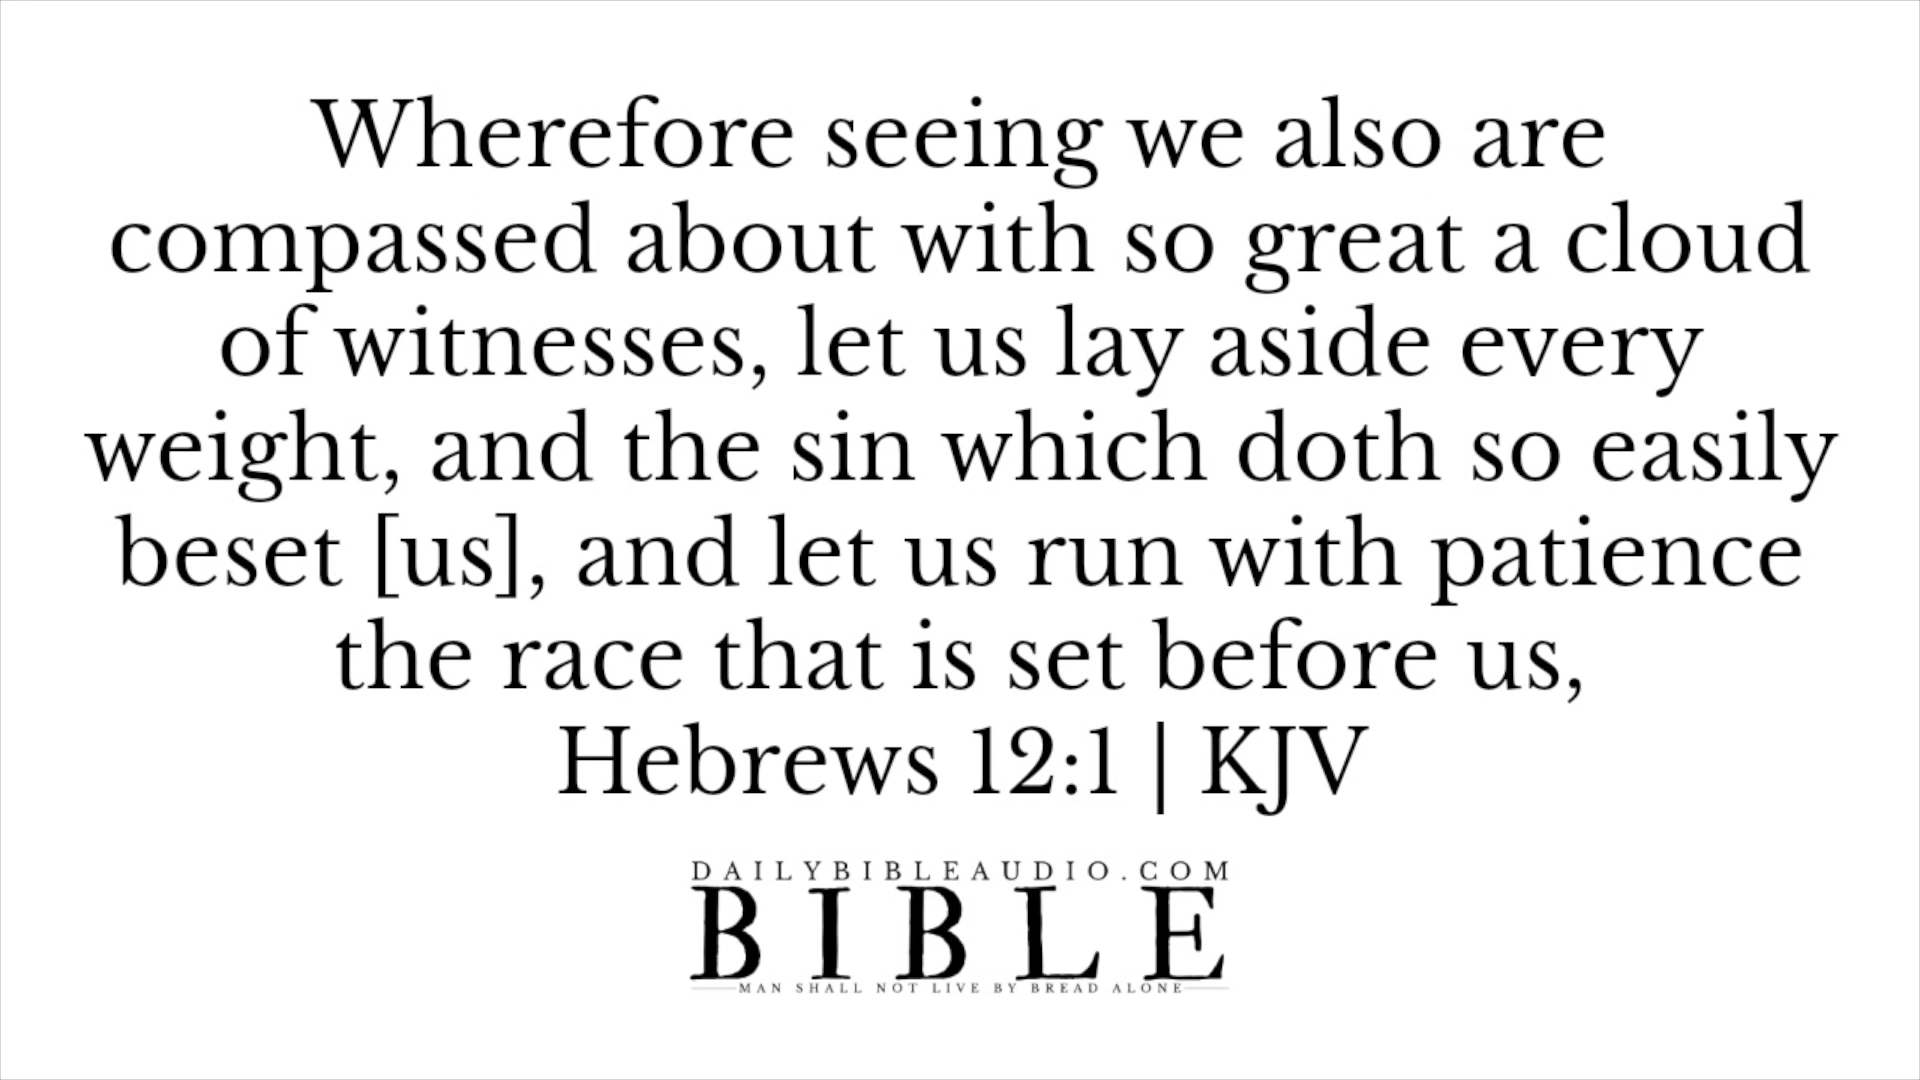 Wherefore seeing we also are
compassed about with so great a cloud
of witnesses, let us lay aside every
weight, and the sin which doth so easily
beset [us], and let us run with patience
the race that is set before us,
Hebrews 12:1 | KJV
DAILYBIBLEAUDIO.COM
BIBLE
MAN SHALL NOT LIVE BY BREAD ALONE